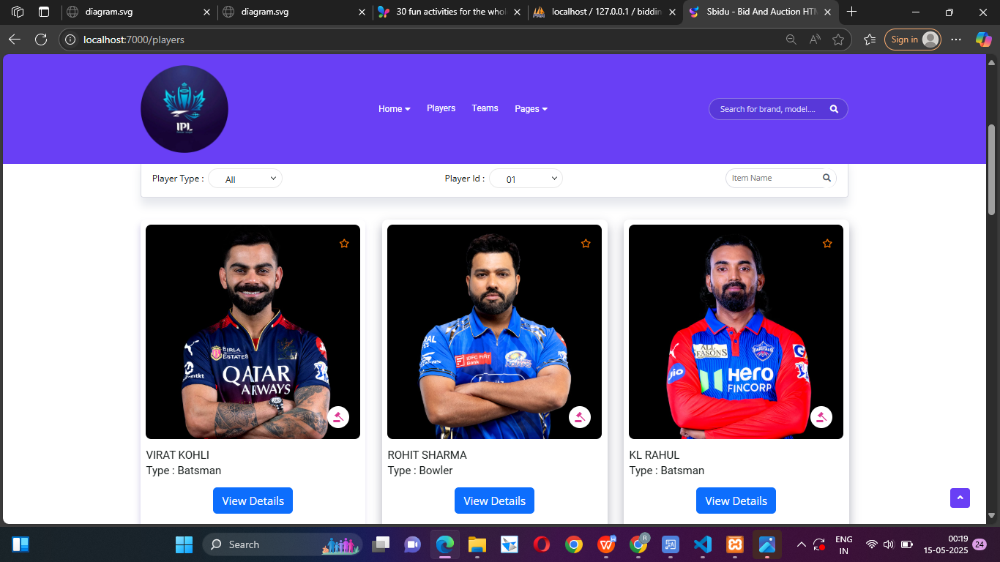 diagram.svg
diagram.svg
30 fun activities for the whol
localhost / 127.0.0.1 / biddin
Sbidu - Bid And Auction HTM
localhost:7000/players
Sign in
IPL
Home
Players
Teams
Pages
Search for brand, model....
Player Type :
All
Player Id :
01
Item Name
BIRLA
ESTATES
QATAR
AIRWAYS
IDFC FIRST
Bank
ALL
SEASONS
CAPITALS
jio
Hero
FINCORP
VIRAT KOHLI
Type : Batsman
View Details
ROHIT SHARMA
Type : Bowler
View Details
KL RAHUL
Type : Batsman
View Details
Search
R
ENG
IN
00:19
15-05-2025
24